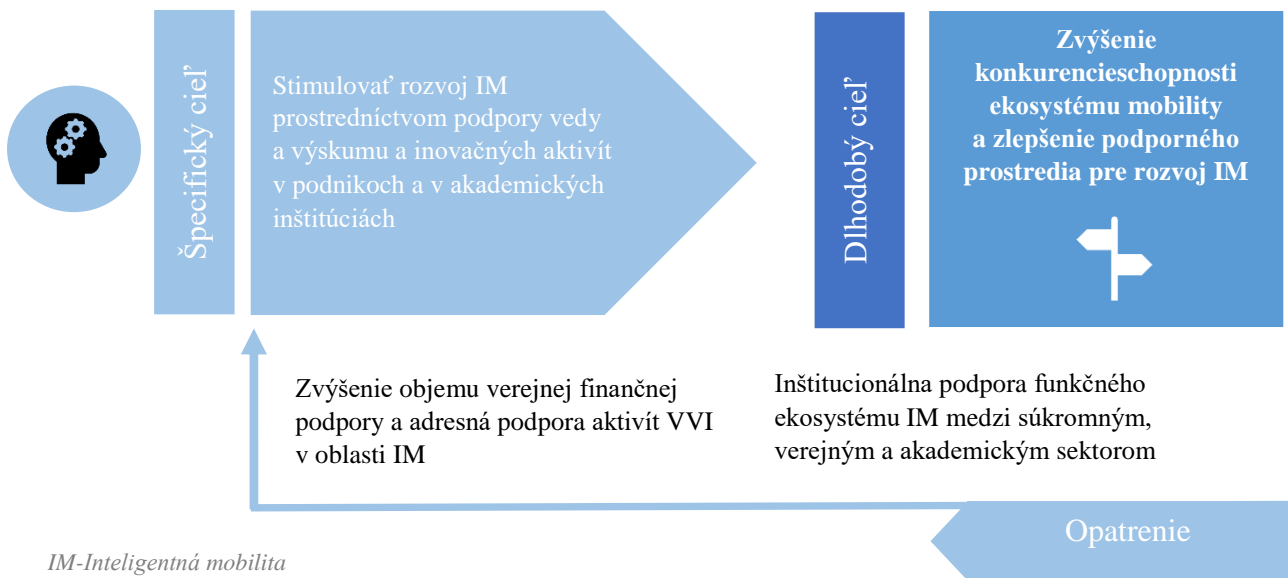 Špecifický cieľ
Stimulovať rozvoj IM
prostredníctvom podpory vedy
a výskumu a inovačných aktivít
v podnikoch a v akademických
inštitúciách
Dlhodobý cieľ
Zvýšenie
konkurencieschopnosti
ekosystému mobility
a zlepšenie podporného
prostredia pre rozvoj IM
Zvýšenie objemu verejnej finančnej
podpory a adresná podpora aktivít VVI
v oblasti IM
Inštitucionálna podpora funkčného
ekosystému IM medzi súkromným,
verejným a akademickým sektorom
Opatrenie
IM-Inteligentná mobilita